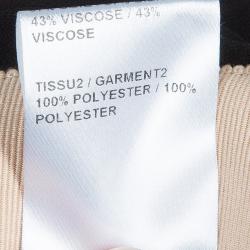 43% VISCOSE / 43%
VISCOSE
TISSU2 / GARMENT2
100% POLYESTER / 100%
POLYESTER